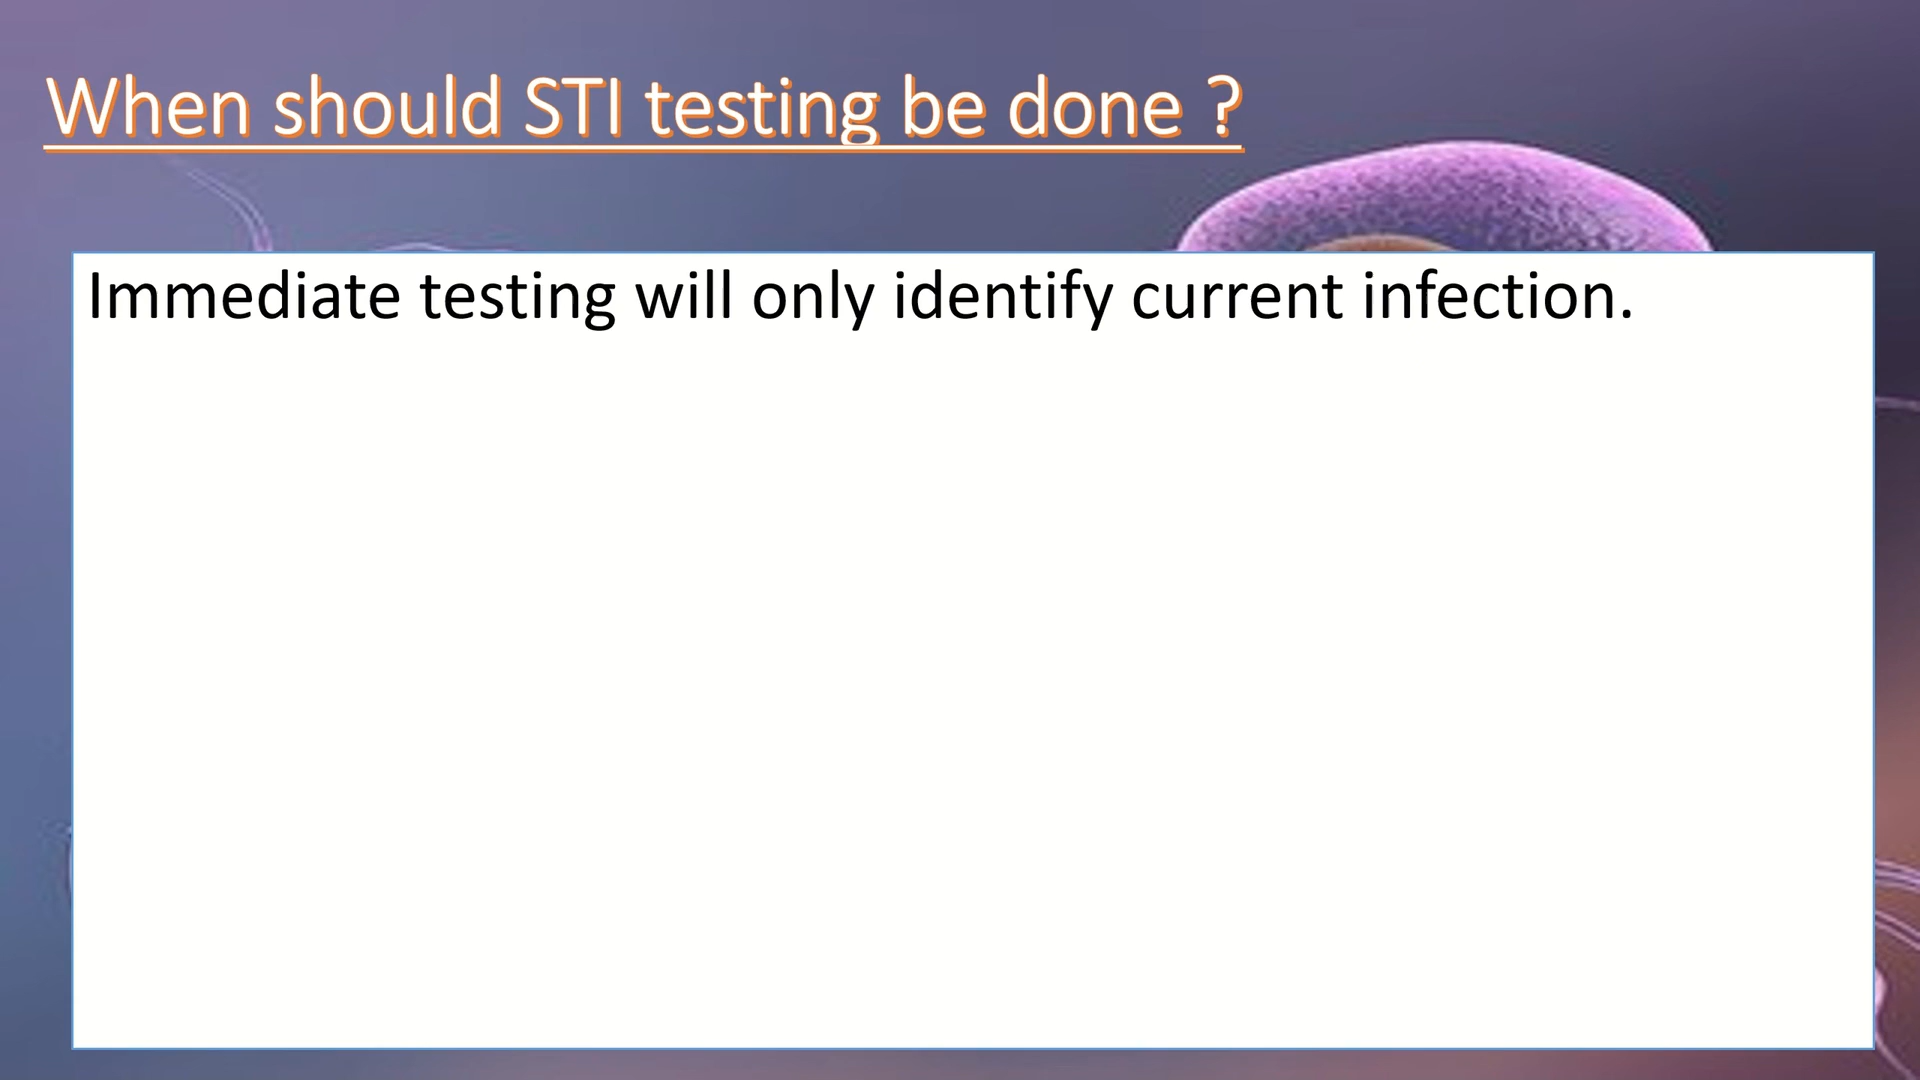 When should STI testing be done ?
Immediate testing will only identify current infection.